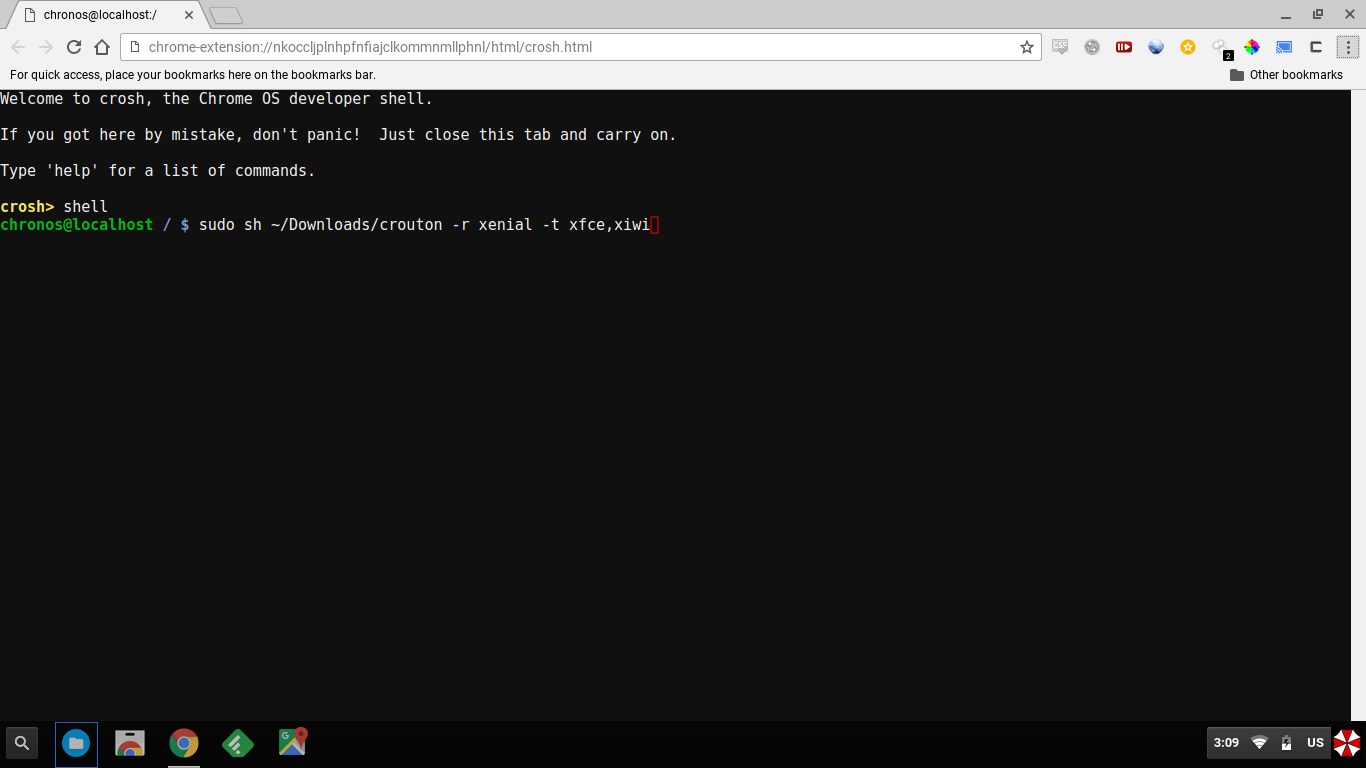 chronos@localhost:/
chrome-extension://nkoccljplnhpfnfiajclkommnmllphnl/html/crosh.html
2
For quick access, place your bookmarks here on the bookmarks bar.
Other bookmarks
Welcome to crosh, the Chrome OS developer shell.
If you got here by mistake, don't panic!  Just close this tab and carry on.
Type 'help' for a list of commands.
crosh> shell
chronos@localhost / $ sudo sh ~/Downloads/crouton -r xenial -t xfce,xiwi
G
3:09
US